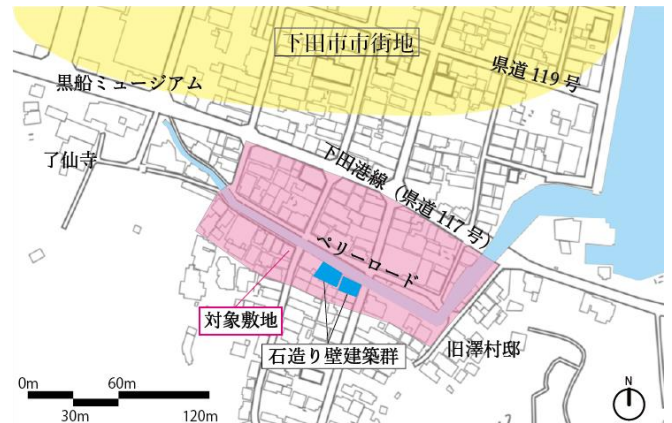 下田市市街地
県道 119 号
黒船ミュージアム
了仙寺
下田港線（県道 117 号）
ペリーロード
対象敷地
石造り壁建築群
旧澤村邸
0m 60m
30m 120m
N